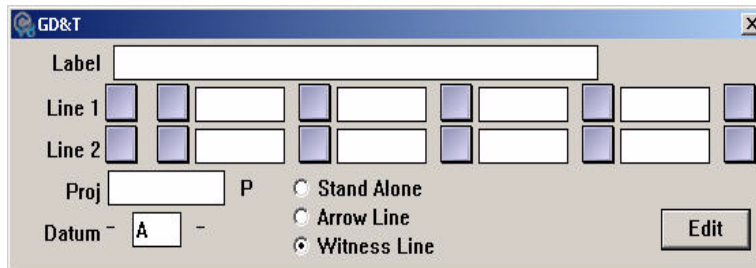 GD&T
Label
Line 1
Line 2
Proj P
Stand Alone
Arrow Line
Datum - A -
Witness Line
Edit